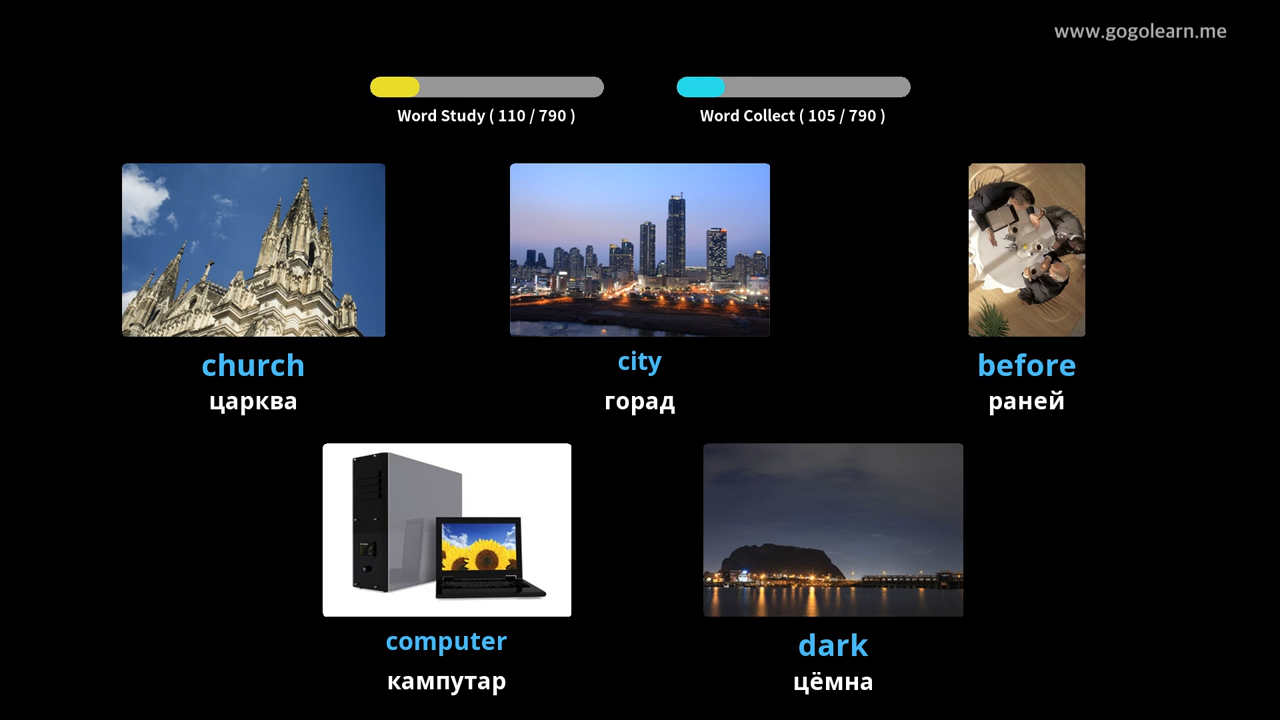 www.gogolearn.me
Word Study ( 110 / 790 )
Word Collect ( 105 / 790 )
church
царква
city
горад
before
раней
computer
кампутар
dark
цёмна